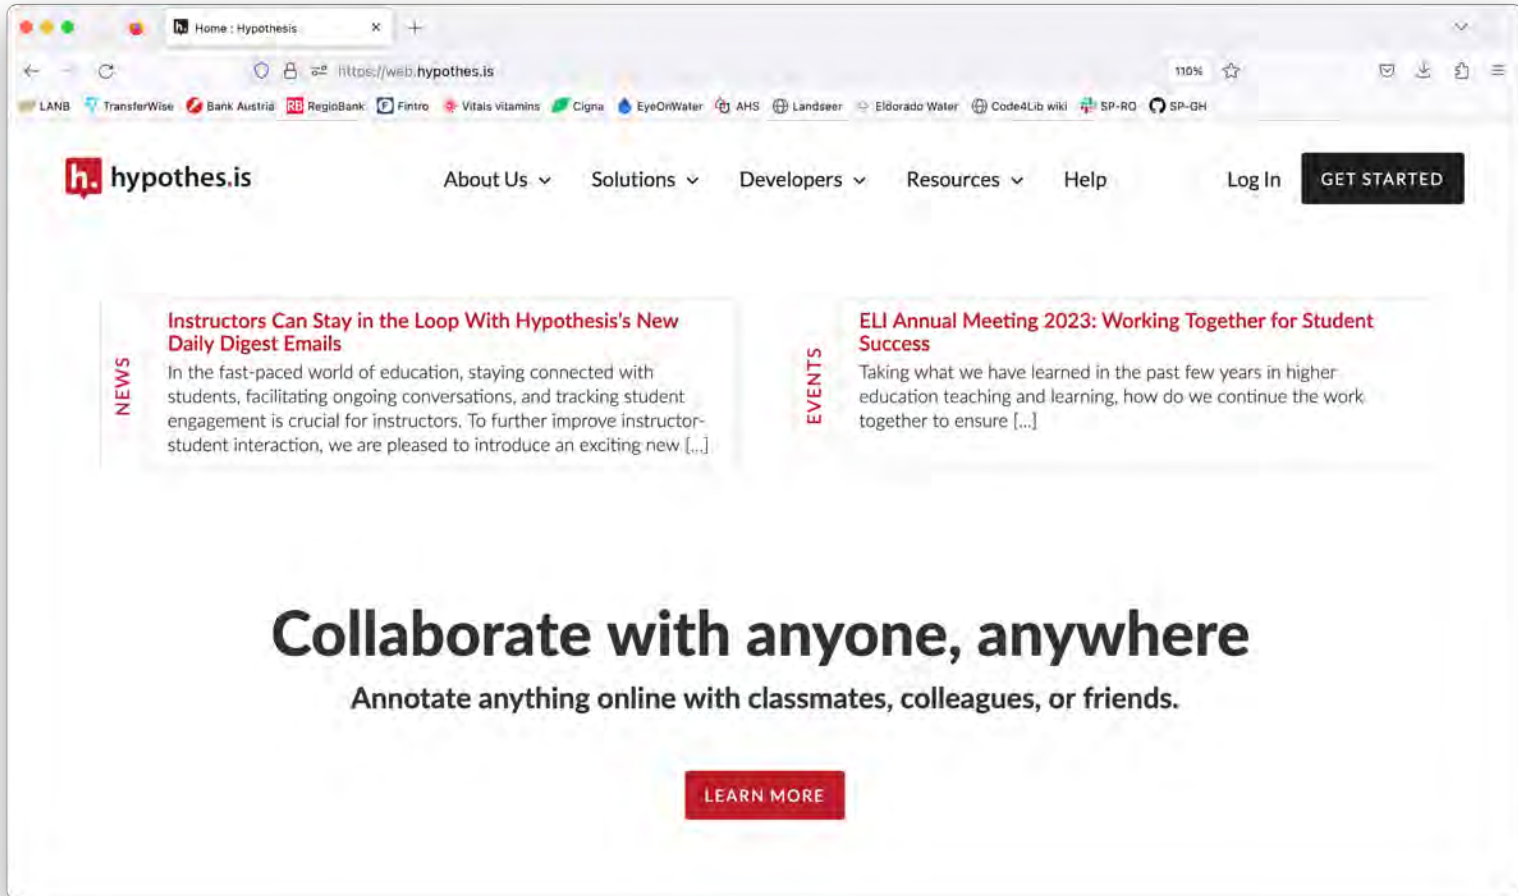 Home : Hypothesis
https://web.hypothes.is
110%
LANB TransferWise Bank Austria RB RegioBank F Fintro Vitals vitamins Cigna EyeOnWater AHS Landseer Eldorado Water Code4Lib wiki SP-RO SP-GH
h. hypothes.is About Us Solutions Developers Resources Help Log In GET STARTED
NEWS
Instructors Can Stay in the Loop With Hypothesis's New
Daily Digest Emails
In the fast-paced world of education, staying connected with
students, facilitating ongoing conversations, and tracking student
engagement is crucial for instructors. To further improve instructor-
student interaction, we are pleased to introduce an exciting new [...]
EVENTS
ELI Annual Meeting 2023: Working Together for Student
Success
Taking what we have learned in the past few years in higher
education teaching and learning, how do we continue the work
together to ensure [...]
Collaborate with anyone, anywhere
Annotate anything online with classmates, colleagues, or friends.
LEARN MORE